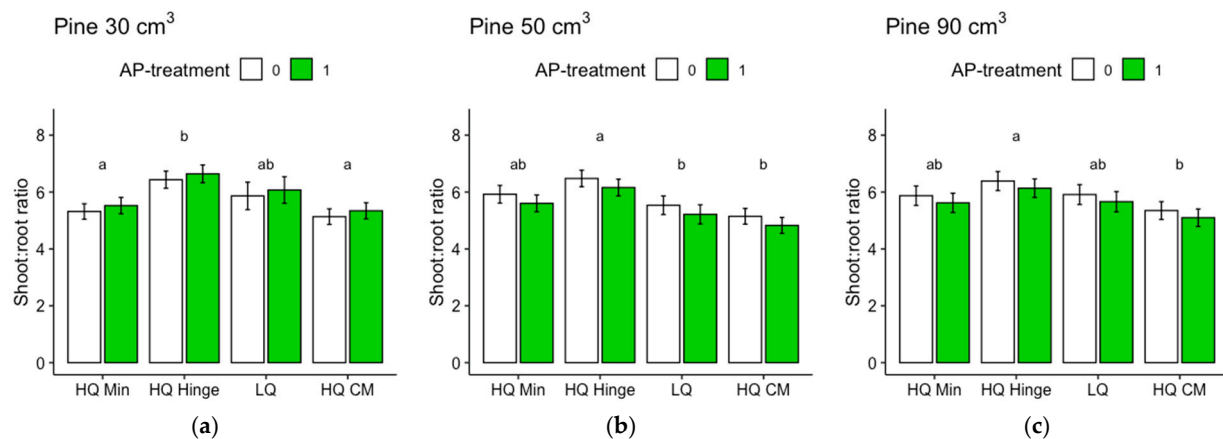 Pine 30 cm³
AP-treatment 0 1
Shoot:root ratio
8
6
4
2
0
a
b
ab
a
HQ Min HQ Hinge LQ HQ CM
(a)
Pine 50 cm³
AP-treatment 0 1
Shoot:root ratio
8
6
4
2
0
ab
a
b
b
HQ Min HQ Hinge LQ HQ CM
(b)
Pine 90 cm³
AP-treatment 0 1
Shoot:root ratio
8
6
4
2
0
ab
a
ab
b
HQ Min HQ Hinge LQ HQ CM
(c)